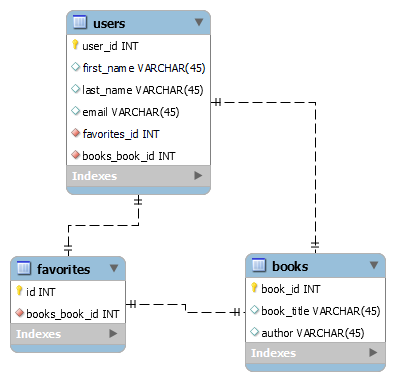 users
user_id INT
first_name VARCHAR(45)
last_name VARCHAR(45)
email VARCHAR(45)
favorites_id INT
books_book_id INT
Indexes
favorites
id INT
books_book_id INT
Indexes
books
book_id INT
book_title VARCHAR(45)
author VARCHAR(45)
Indexes